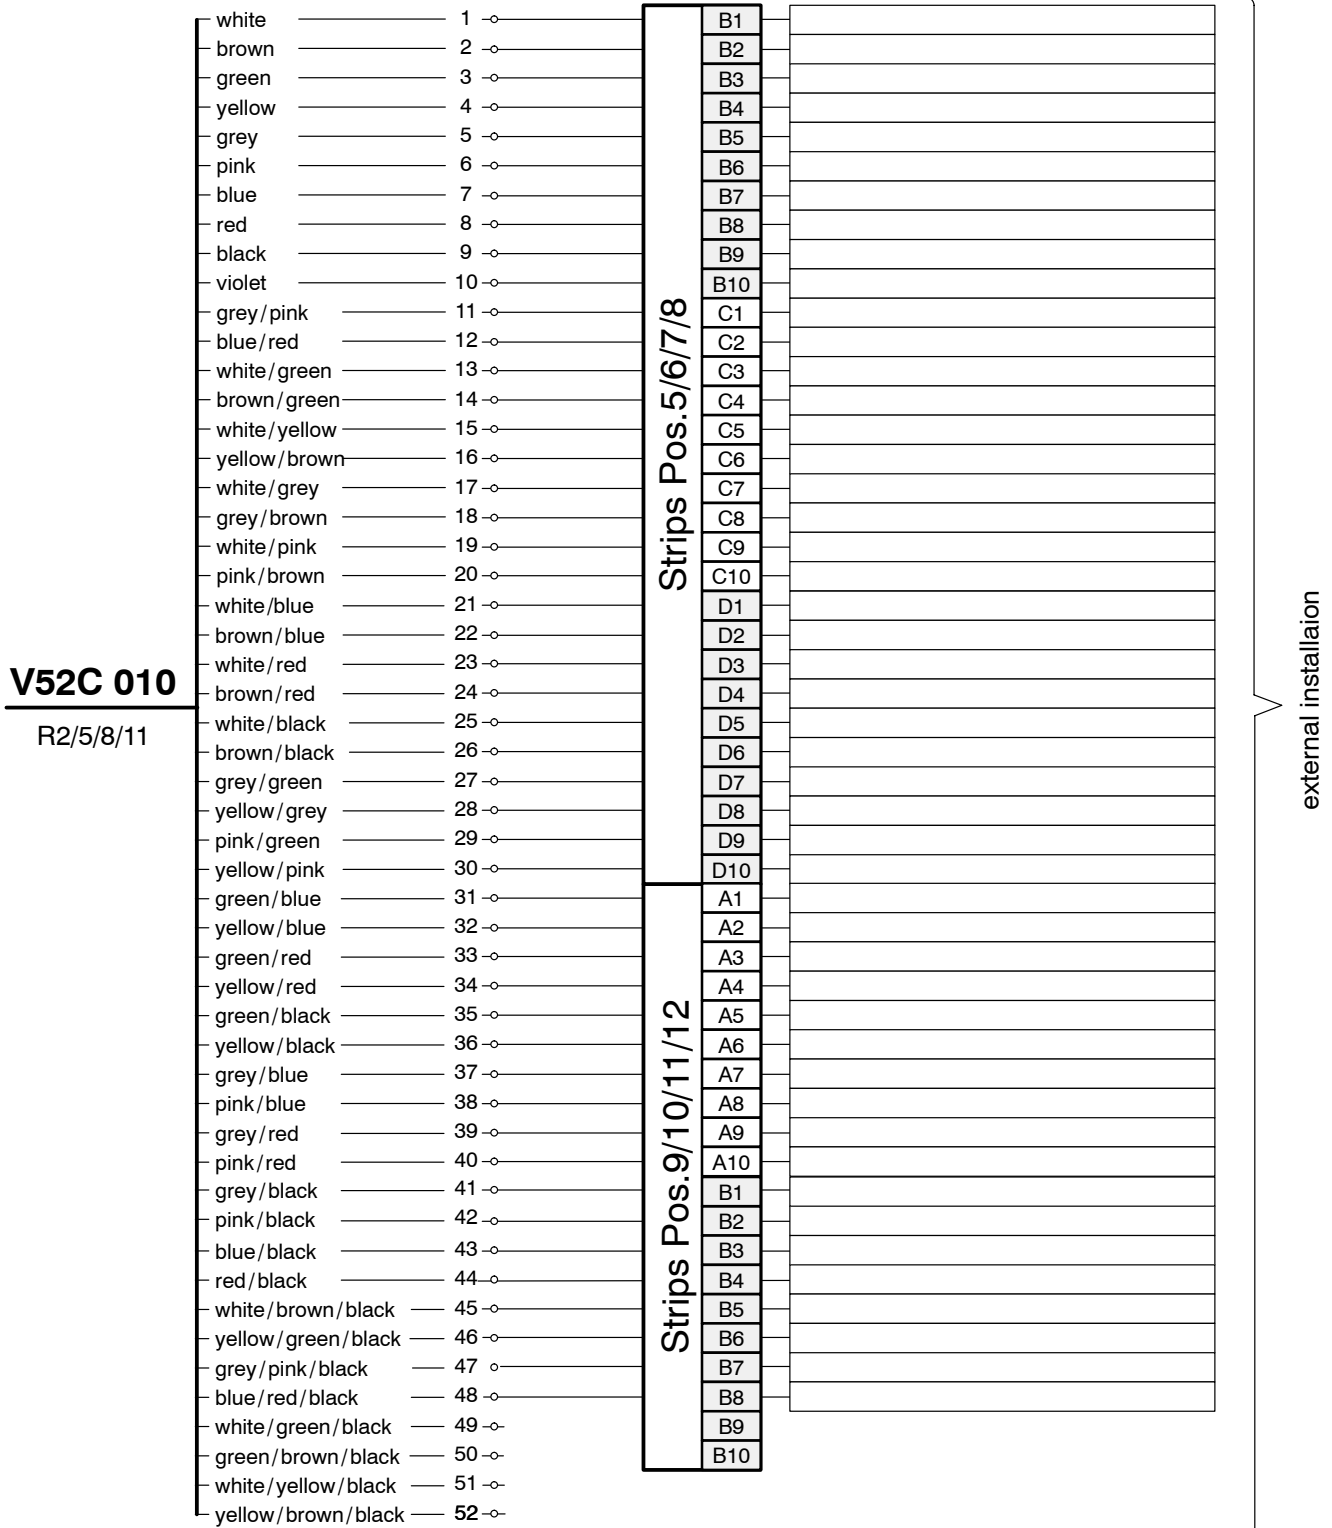 white 1 B1
brown 2 B2
green 3 B3
yellow 4 B4
grey 5 B5
pink 6 B6
blue 7 B7
red 8 B8
black 9 B9
violet 10 B10
grey/pink 11 C1
blue/red 12 C2
white/green 13 C3
brown/green 14 C4
white/yellow 15 C5
yellow/brown 16 C6
white/grey 17 C7
grey/brown 18 C8
white/pink 19 C9
pink/brown 20 C10
white/blue 21 D1
brown/blue 22 D2
white/red 23 D3
brown/red 24 D4
white/black 25 D5
brown/black 26 D6
grey/green 27 D7
yellow/grey 28 D8
pink/green 29 D9
yellow/pink 30 D10
green/blue 31 A1
yellow/blue 32 A2
green/red 33 A3
yellow/red 34 A4
green/black 35 A5
yellow/black 36 A6
grey/blue 37 A7
pink/blue 38 A8
grey/red 39 A9
pink/red 40 A10
grey/black 41 B1
pink/black 42 B2
blue/black 43 B3
red/black 44 B4
white/brown/black 45 B5
yellow/green/black 46 B6
grey/pink/black 47 B7
blue/red/black 48 B8
white/green/black 49 B9
green/brown/black 50 B10
white/yellow/black 51
yellow/brown/black 52
V52C 010
R2/5/8/11
Strips Pos.5/6/7/8
Strips Pos.9/10/11/12
external installaion